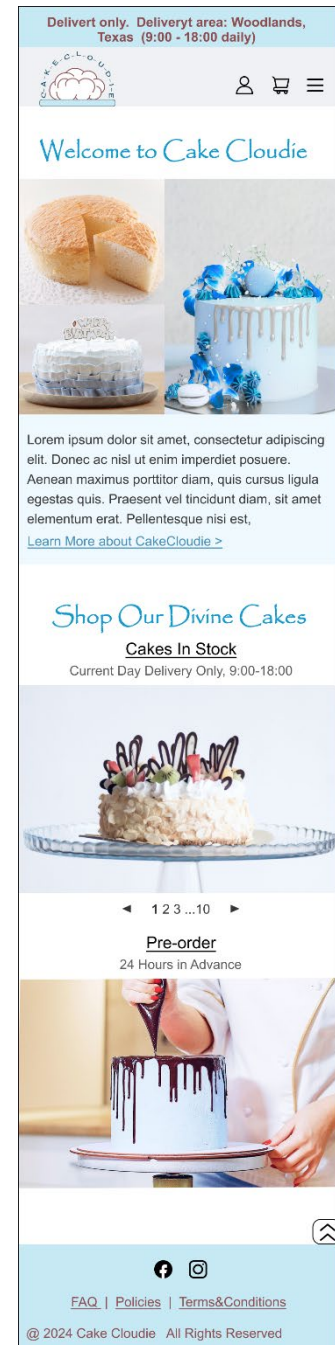 Delivert only. Deliveryt area: Woodlands,
Texas (9:00 - 18:00 daily)
C-A-K-E-C-L-O-U-D-I-E
Welcome to Cake Cloudie
Lorem ipsum dolor sit amet, consectetur adipiscing
elit. Donec ac nisl ut enim imperdiet posuere.
Aenean maximus porttitor diam, quis cursus ligula
egestas quis. Praesent vel tincidunt diam, sit amet
elementum erat. Pellentesque nisi est,
Learn More about CakeCloudie >
Shop Our Divine Cakes
Cakes In Stock
Current Day Delivery Only, 9:00-18:00
◄ 1 2 3 ...10 ►
Pre-order
24 Hours in Advance
FAQ | Policies | Terms&Conditions
@ 2024 Cake Cloudie All Rights Reserved